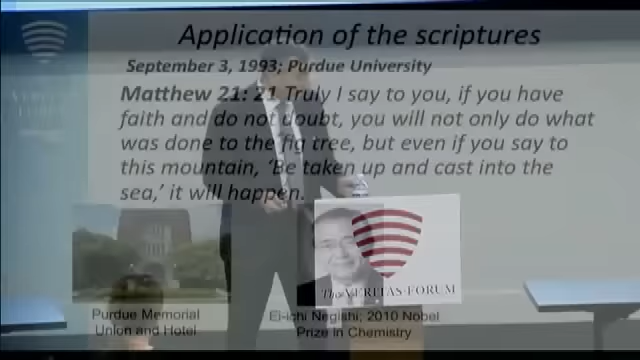 Application of the scriptures
September 3, 1993; Purdue University
Matthew 21: 21 Truly I say to you, if you have
faith and do not doubt, you will not only do what
was done to the fig tree, but even if you say to
this mountain, ‘Be taken up and cast into the
sea,’ it will happen.
The VERITAS FORUM
Purdue Memorial
Union and Hotel
Ei-ichi Negishi; 2010 Nobel
Prize in Chemistry